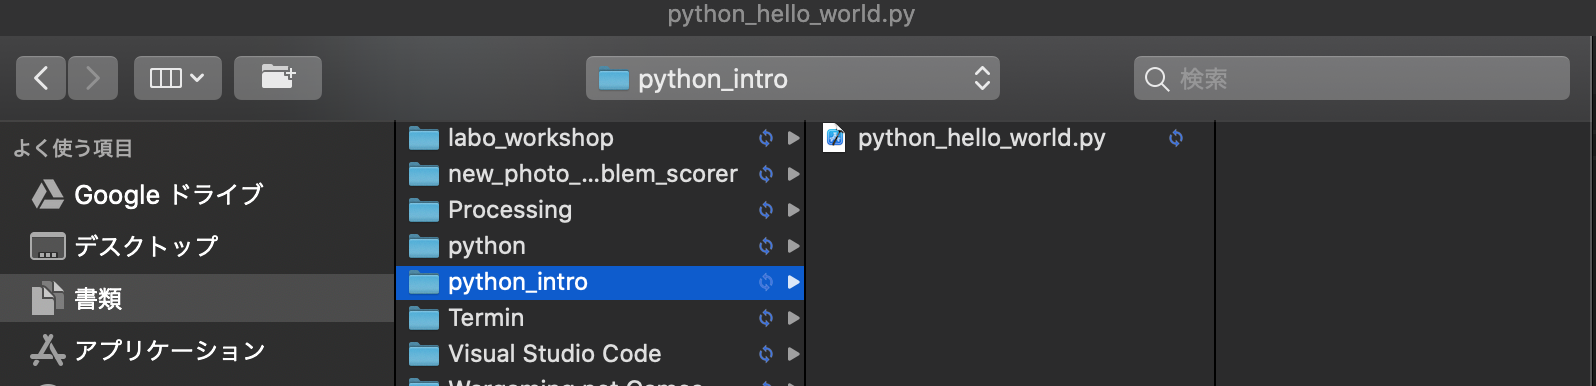 python_hello_world.py
python_intro
検索
よく使う項目
Google ドライブ
デスクトップ
書類
アプリケーション
labo_workshop
new_photo_...blem_scorer
Processing
python
python_intro
Termin
Visual Studio Code
python_hello_world.py